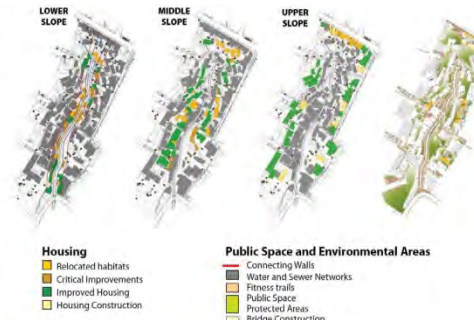 LOWER
SLOPE
MIDDLE
SLOPE
UPPER
SLOPE
Housing
Relocated habitats
Critical Improvements
Improved Housing
Housing Construction
Public Space and Environmental Areas
Connecting Walls
Water and Sewer Networks
Fitness trails
Public Space
Protected Areas
Bridge Construction